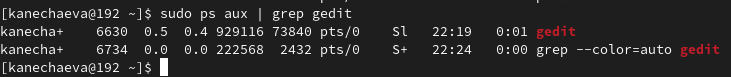 [kanechaeva@192 ~]$ sudo ps aux | grep gedit
kanecha+    6630  0.5  0.4 929116 73840 pts/0    Sl   22:19   0:01 gedit
kanecha+    6734  0.0  0.0 222568  2432 pts/0    S+   22:24   0:00 grep --color=auto gedit
[kanechaeva@192 ~]$